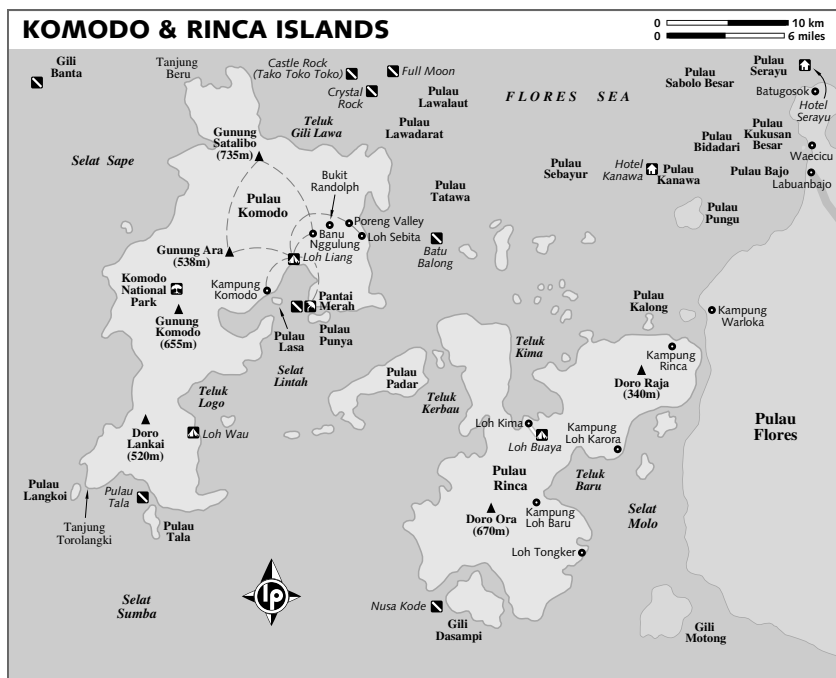 KOMODO & RINCA ISLANDS
0 10 km
0 6 miles
Gili
Banta
Tanjung
Beru
Castle Rock
(Tako Toko Toko)
Full Moon
Crystal
Rock
Pulau
Lawalaut
FLORES SEA
Pulau
Sabolo Besar
Pulau
Serayu
Batugosok
Hotel
Serayu
Teluk
Gili Lawa
Pulau
Lawadarat
Gunung
Satalibo
(735m)
Selat Sape
Pulau
Bidadari
Pulau
Kukusan
Besar
Waecicu
Pulau
Sebayur
Hotel
Kanawa
Pulau
Kanawa
Pulau Bajo
Labuanbajo
Bukit
Randolph
Pulau
Komodo
Pulau
Tatawa
Pulau
Pungu
Poreng Valley
Banu
Nggulung
Loh Sebita
Batu
Balong
Gunung Ara
(538m)
Loh Liang
Komodo
National
Park
Kampung
Komodo
Gunung
Komodo
(655m)
Pantai
Merah
Pulau
Lasa
Pulau
Punya
Pulau
Kalong
Kampung
Warloka
Teluk
Kima
Kampung
Rinca
Selat
Lintah
Pulau
Padar
Doro Raja
(340m)
Teluk
Logo
Teluk
Kerbau
Pulau
Flores
Doro
Lankai
(520m)
Loh Wau
Loh Kima
Loh Buaya
Kampung
Loh Karora
Pulau
Rinca
Teluk
Baru
Pulau
Langkoi
Pulau
Tala
Tanjung
Torolangki
Pulau
Tala
Doro Ora
(670m)
Kampung
Loh Baru
Selat
Molo
Loh Tongker
lp
Selat
Sumba
Nusa Kode
Gili
Dasampi
Gili
Motong